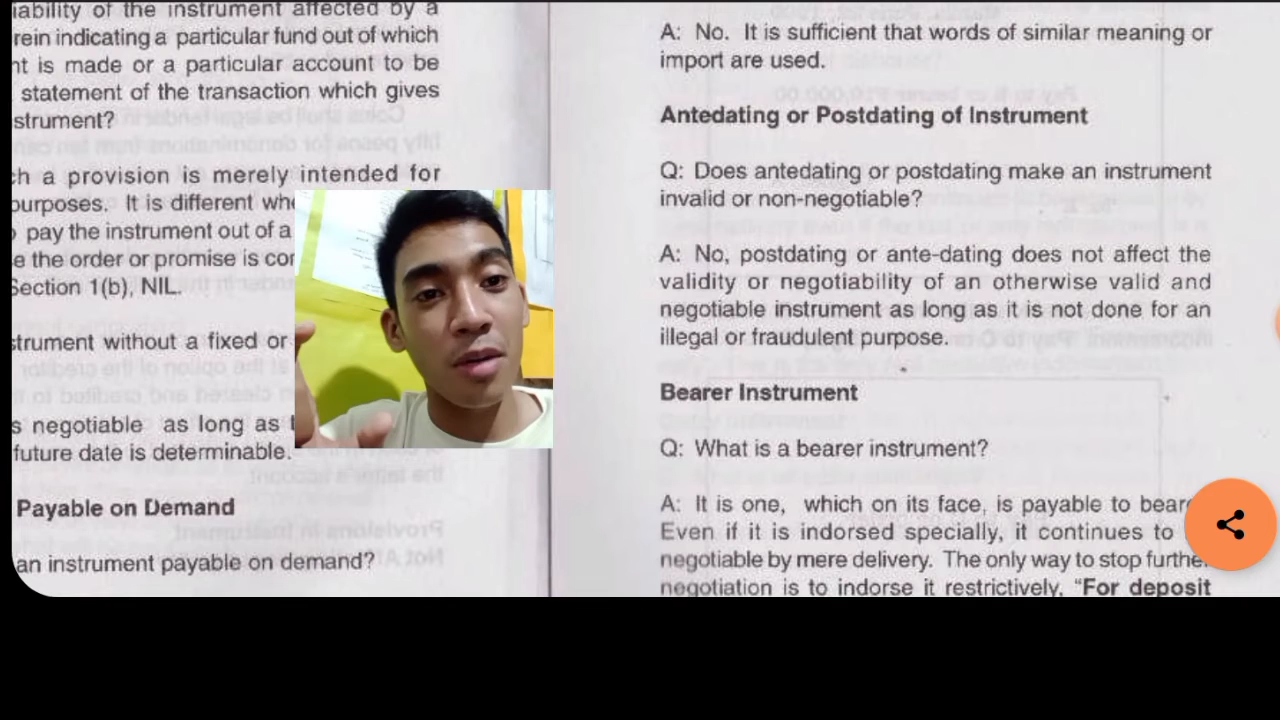 iability of the instrument affected by a
rein indicating a particular fund out of which
nt is made or a particular account to be
statement of the transaction which gives
strument?
ch a provision is merely intended for
purposes. It is different whe
pay the instrument out of a
e the order or promise is cor
Section 1(b), NIL.
strument without a fixed or
s negotiable as long as t
future date is determinable.
Payable on Demand
an instrument payable on demand?
A: No. It is sufficient that words of similar meaning or
import are used.
Antedating or Postdating of Instrument
Q: Does antedating or postdating make an instrument
invalid or non-negotiable?
A: No, postdating or ante-dating does not affect the
validity or negotiability of an otherwise valid and
negotiable instrument as long as it is not done for an
illegal or fraudulent purpose.
Bearer Instrument
Q: What is a bearer instrument?
A: It is one, which on its face, is payable to bear
Even if it is indorsed specially, it continues to
negotiable by mere delivery. The only way to stop further
negotiation is to indorse it restrictively, “For deposit